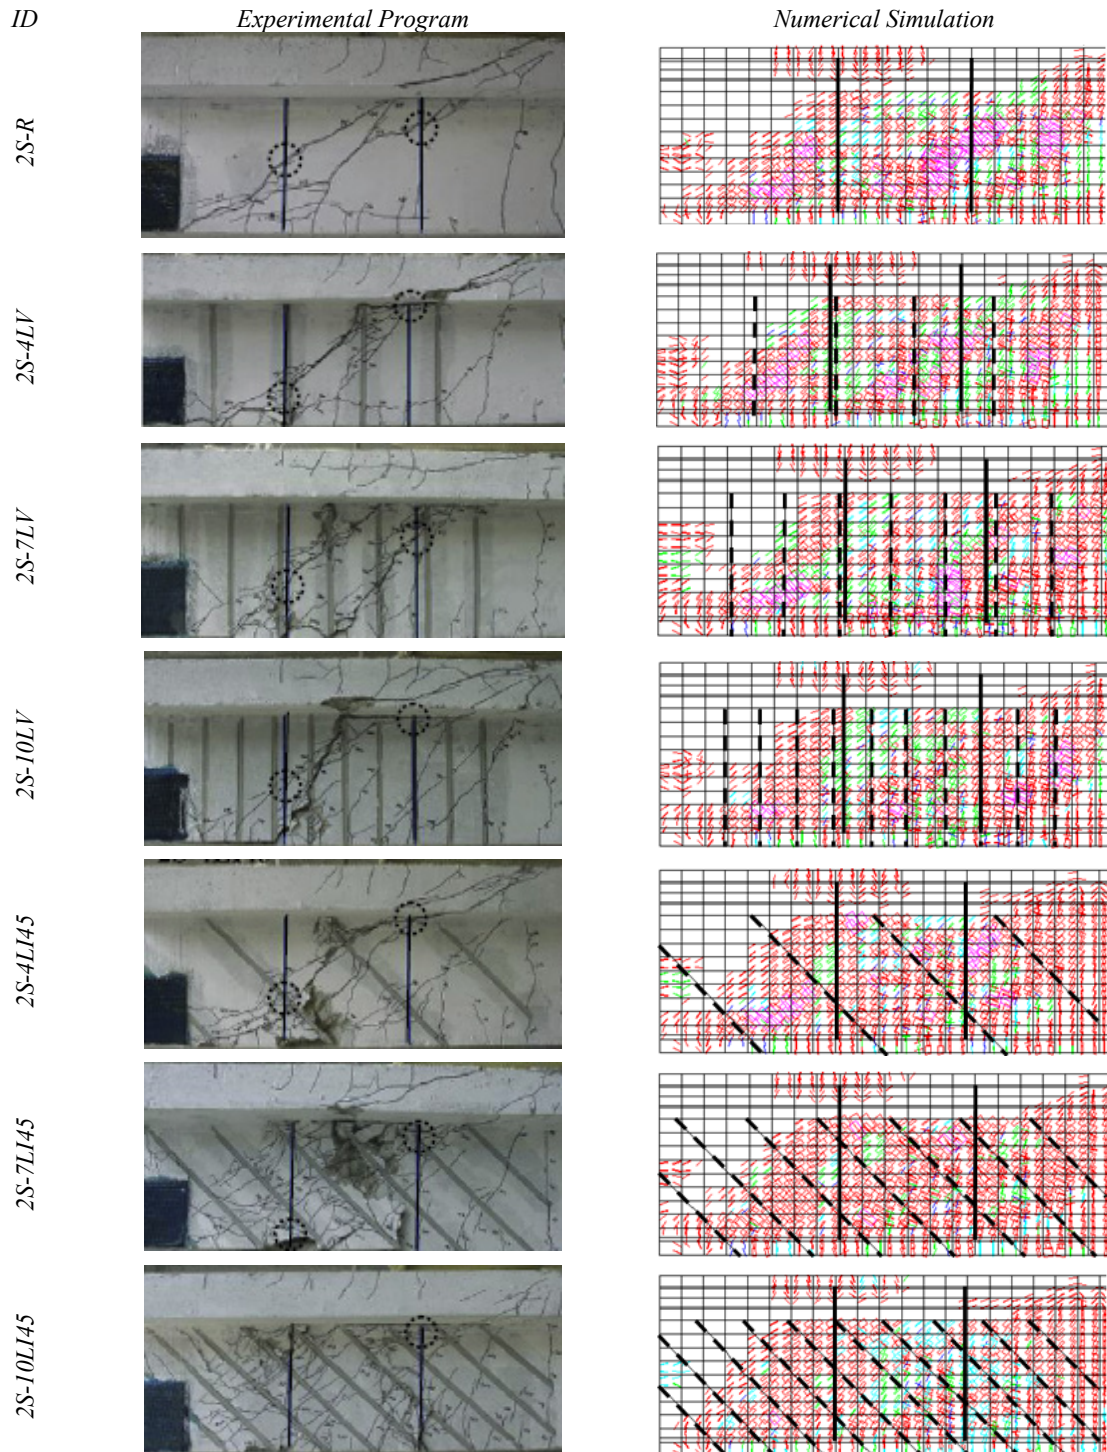 ID Experimental Program Numerical Simulation
2S-R
2S-4LV
2S-7LV
2S-10LV
2S-4LI45
2S-7LI45
2S-10LI45